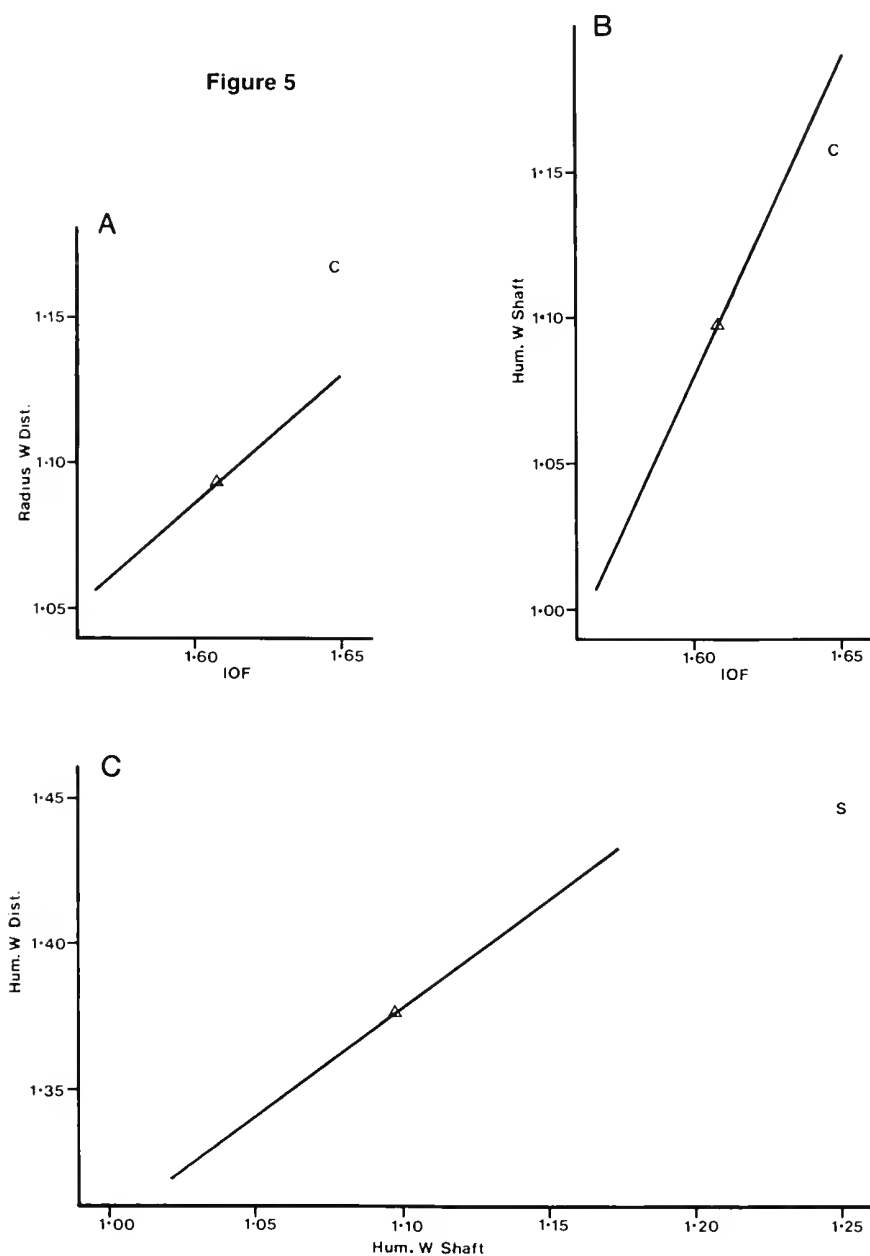 Figure 5
A
C
Radius W Dist.
1·15
1·10
1·05
1·60
1·65
IOF
B
C
Hum. W Shaft
1·15
1·10
1·05
1·00
1·60
1·65
IOF
C
S
Hum. W Dist.
1·45
1·40
1·35
1·00
1·05
1·10
1·15
1·20
1·25
Hum. W Shaft